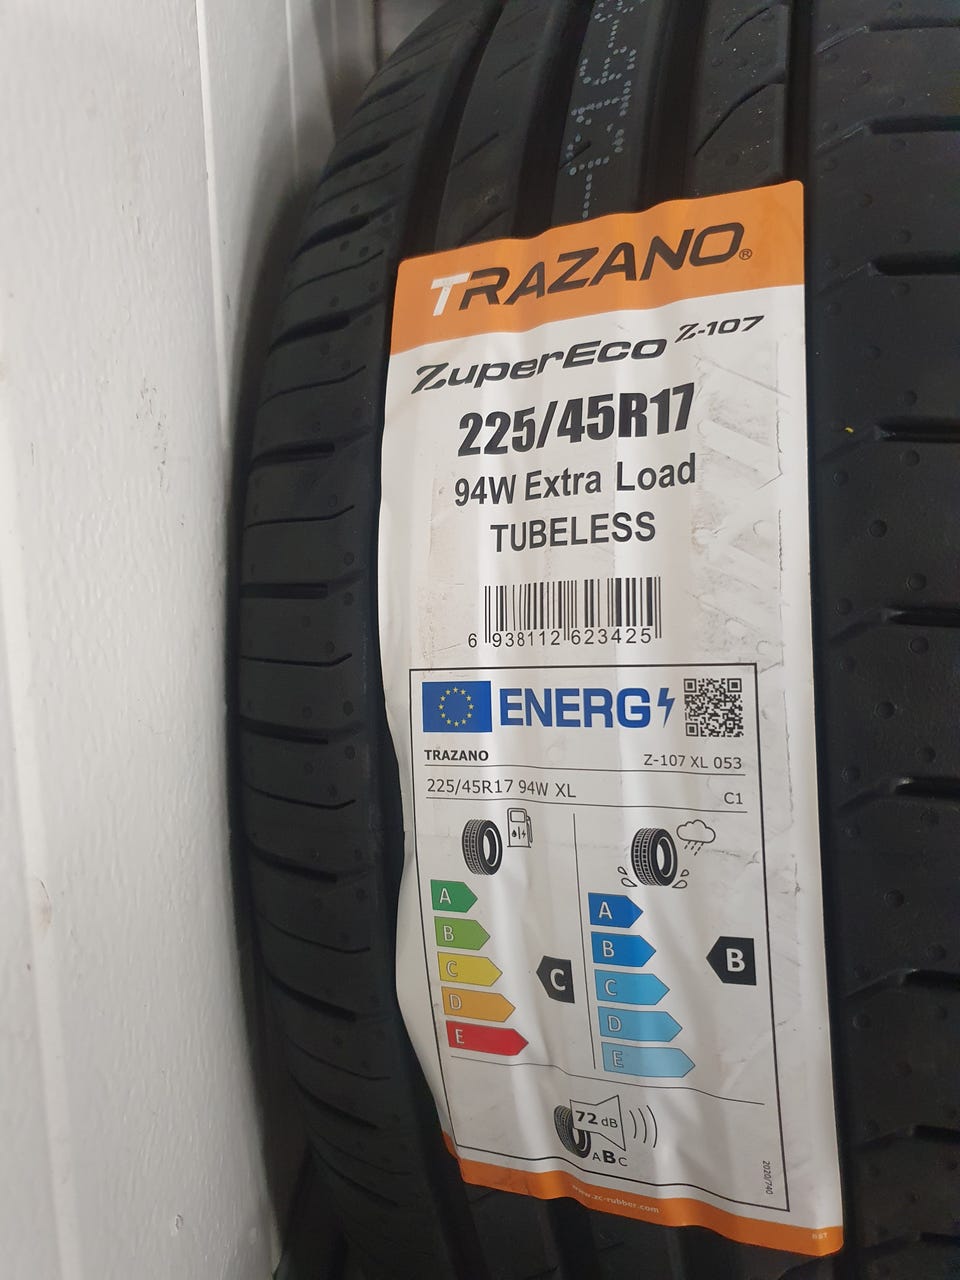 TRAZANO®
ZuperEco Z-107
225/45R17
94W Extra Load
TUBELESS
6 938112 623425
ENERG
TRAZANO
Z-107 XL 053
225/45R17 94W XL
C1
A
B
C
D
E
C
A
B
C
D
E
B
72 dB
ABC
2020/740
www.zc-rubber.com